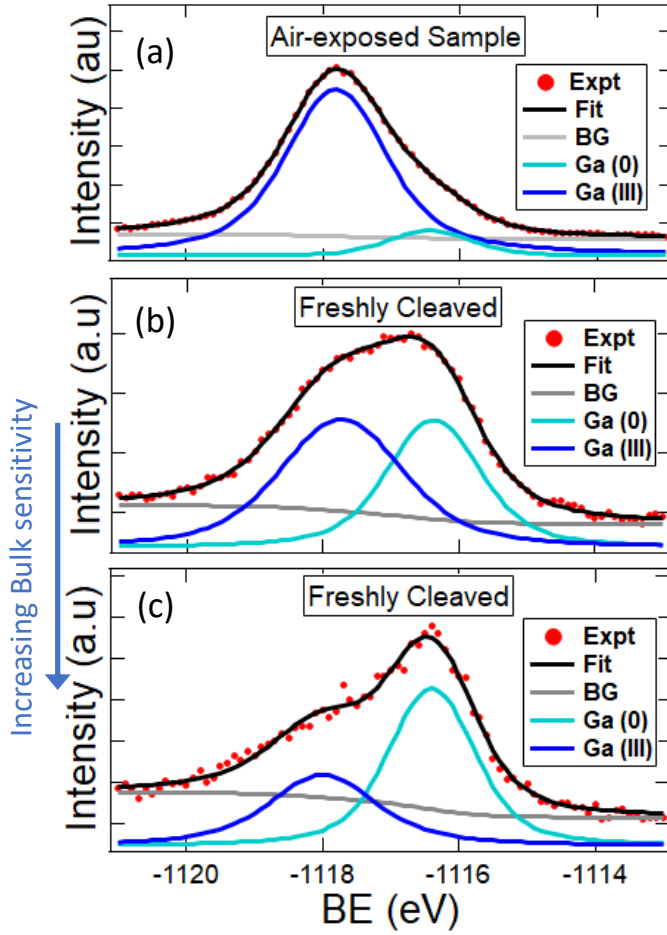 (a)
Air-exposed Sample
Intensity (au)
Expt
Fit
BG
Ga (0)
Ga (III)
(b)
Freshly Cleaved
Intensity (a.u)
Expt
Fit
BG
Ga (0)
Ga (III)
Increasing Bulk sensitivity
(c)
Freshly Cleaved
Intensity (a.u)
Expt
Fit
BG
Ga (0)
Ga (III)
-1120 -1118 -1116 -1114
BE (eV)